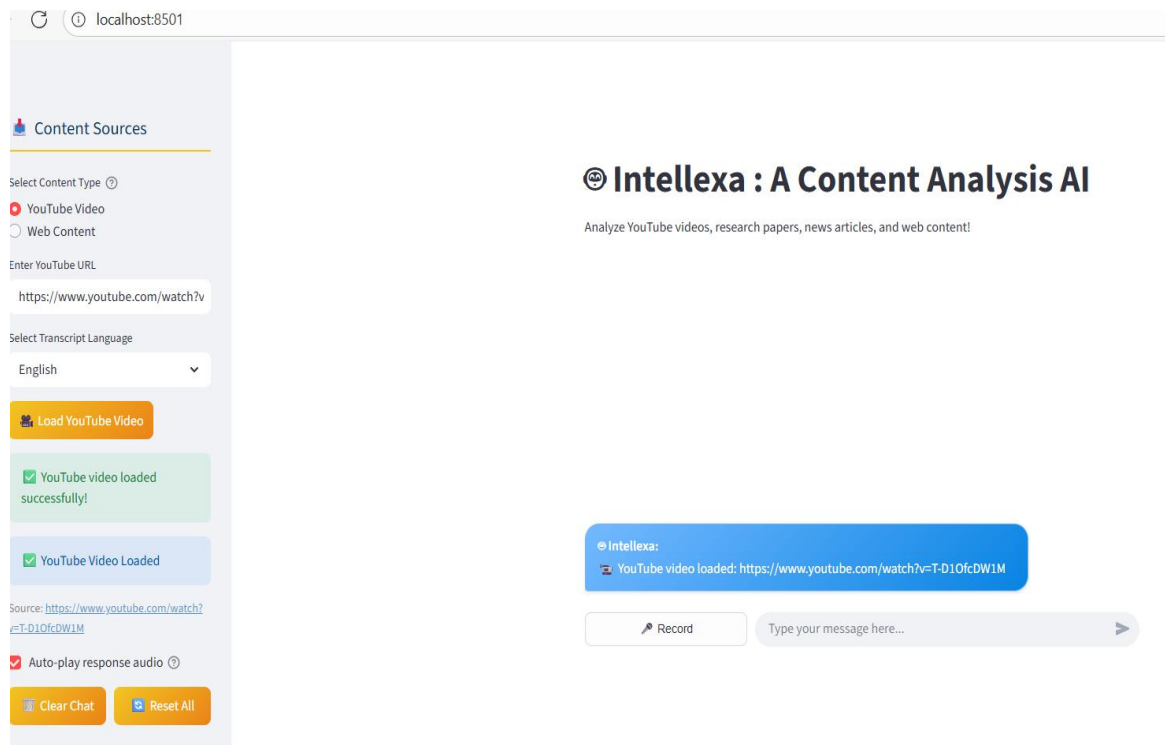 localhost:8501
Content Sources
Select Content Type
YouTube Video
Web Content
Enter YouTube URL
https://www.youtube.com/watch?v
Select Transcript Language
English
Load YouTube Video
YouTube video loaded
successfully!
YouTube Video Loaded
Source: https://www.youtube.com/watch?
v=T-D1OfcDW1M
Auto-play response audio
Clear Chat
Reset All
Intellexa : A Content Analysis AI
Analyze YouTube videos, research papers, news articles, and web content!
Intellexa:
YouTube video loaded: https://www.youtube.com/watch?v=T-D1OfcDW1M
Record
Type your message here...